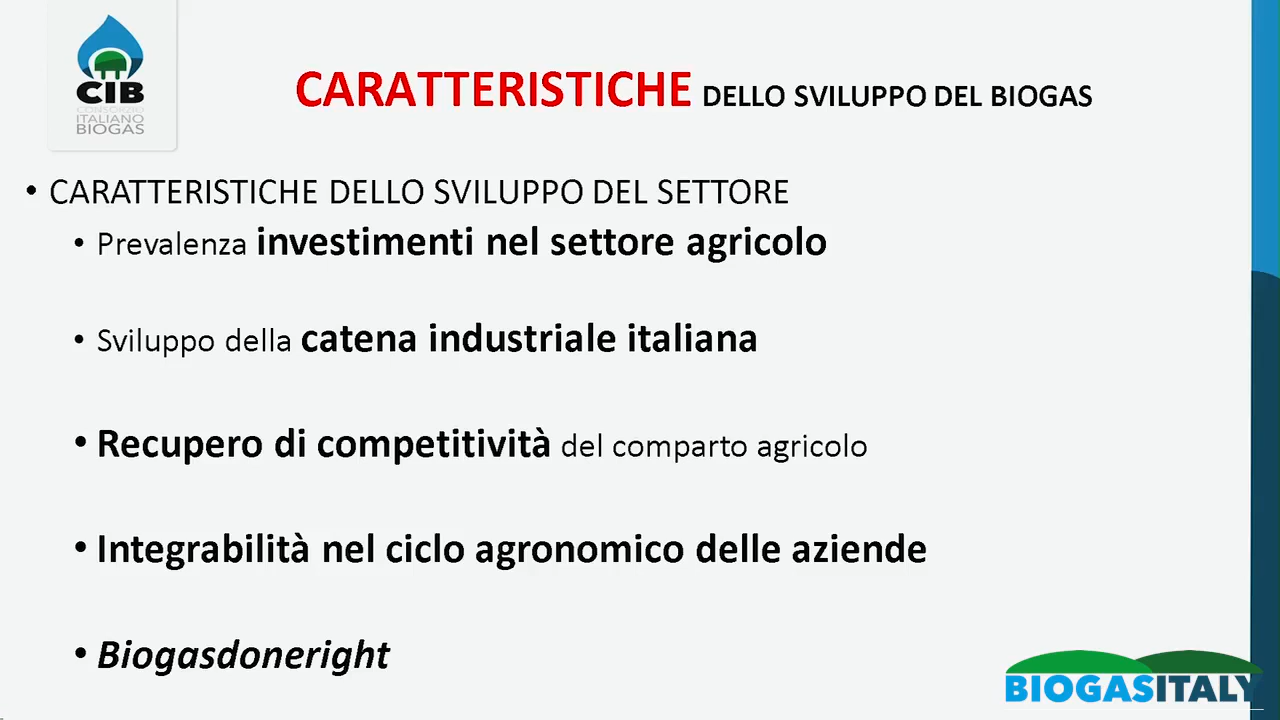 CIB
CONSORZIO
ITALIANO
BIOGAS
CARATTERISTICHE DELLO SVILUPPO DEL BIOGAS
• CARATTERISTICHE DELLO SVILUPPO DEL SETTORE
• Prevalenza investimenti nel settore agricolo
• Sviluppo della catena industriale italiana
• Recupero di competitività del comparto agricolo
• Integrabilità nel ciclo agronomico delle aziende
• Biogasdoneright
BIOGASITALY